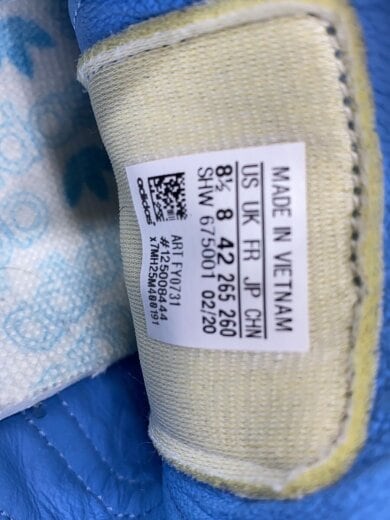 MADE IN VIETNAM
US UK FR JP CHN
8½ 8 42 265 260
SHW 675001 02/20
adidas
ART FY0731
#125008444
x7MH25M400191